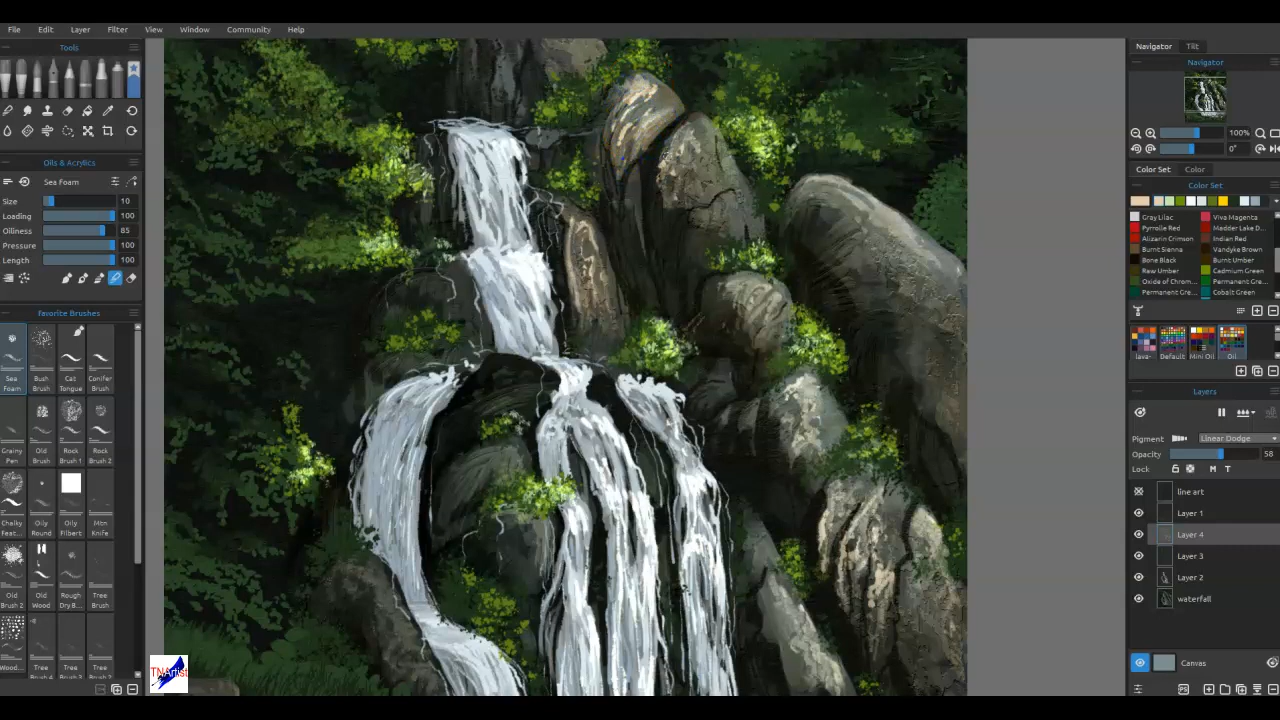 File Edit Layer Filter View Window Community Help
Tools
Oils & Acrylics
Sea Foam
Size 10
Loading 100
Oiliness 85
Pressure 100
Length 100
Favorite Brushes
Sea Foam
Bush Brush
Cat Tongue
Conifer Brush
Grainy Pen
Old Brush
Rock Brush 1
Rock Brush 2
Chalky Feat...
Oily Round
Oily Filbert
Mtn Knife
Old Brush 2
Old Wood
Rough Dry B...
Tree Brush
Wood...
Tree Brush 4
Tree Brush 1
Tree Brush 2
TNArtist
Navigator Tilt
Navigator
100%
0°
Color Set Color
Color Set
Gray Lilac Viva Magenta
Pyrrolle Red Madder Lake D...
Alizarin Crimson Indian Red
Burnt Sienna Vandyke Brown
Bone Black Burnt Umber
Raw Umber Cadmium Green
Oxide of Chrom... Permanent Gre...
Permanent Gre... Cobalt Green
lava- Default Mini Oil Oil
Layers
Pigment Linear Dodge
Opacity 58
Lock M T
line art
Layer 1
Layer 4
Layer 3
Layer 2
waterfall
Canvas
PS